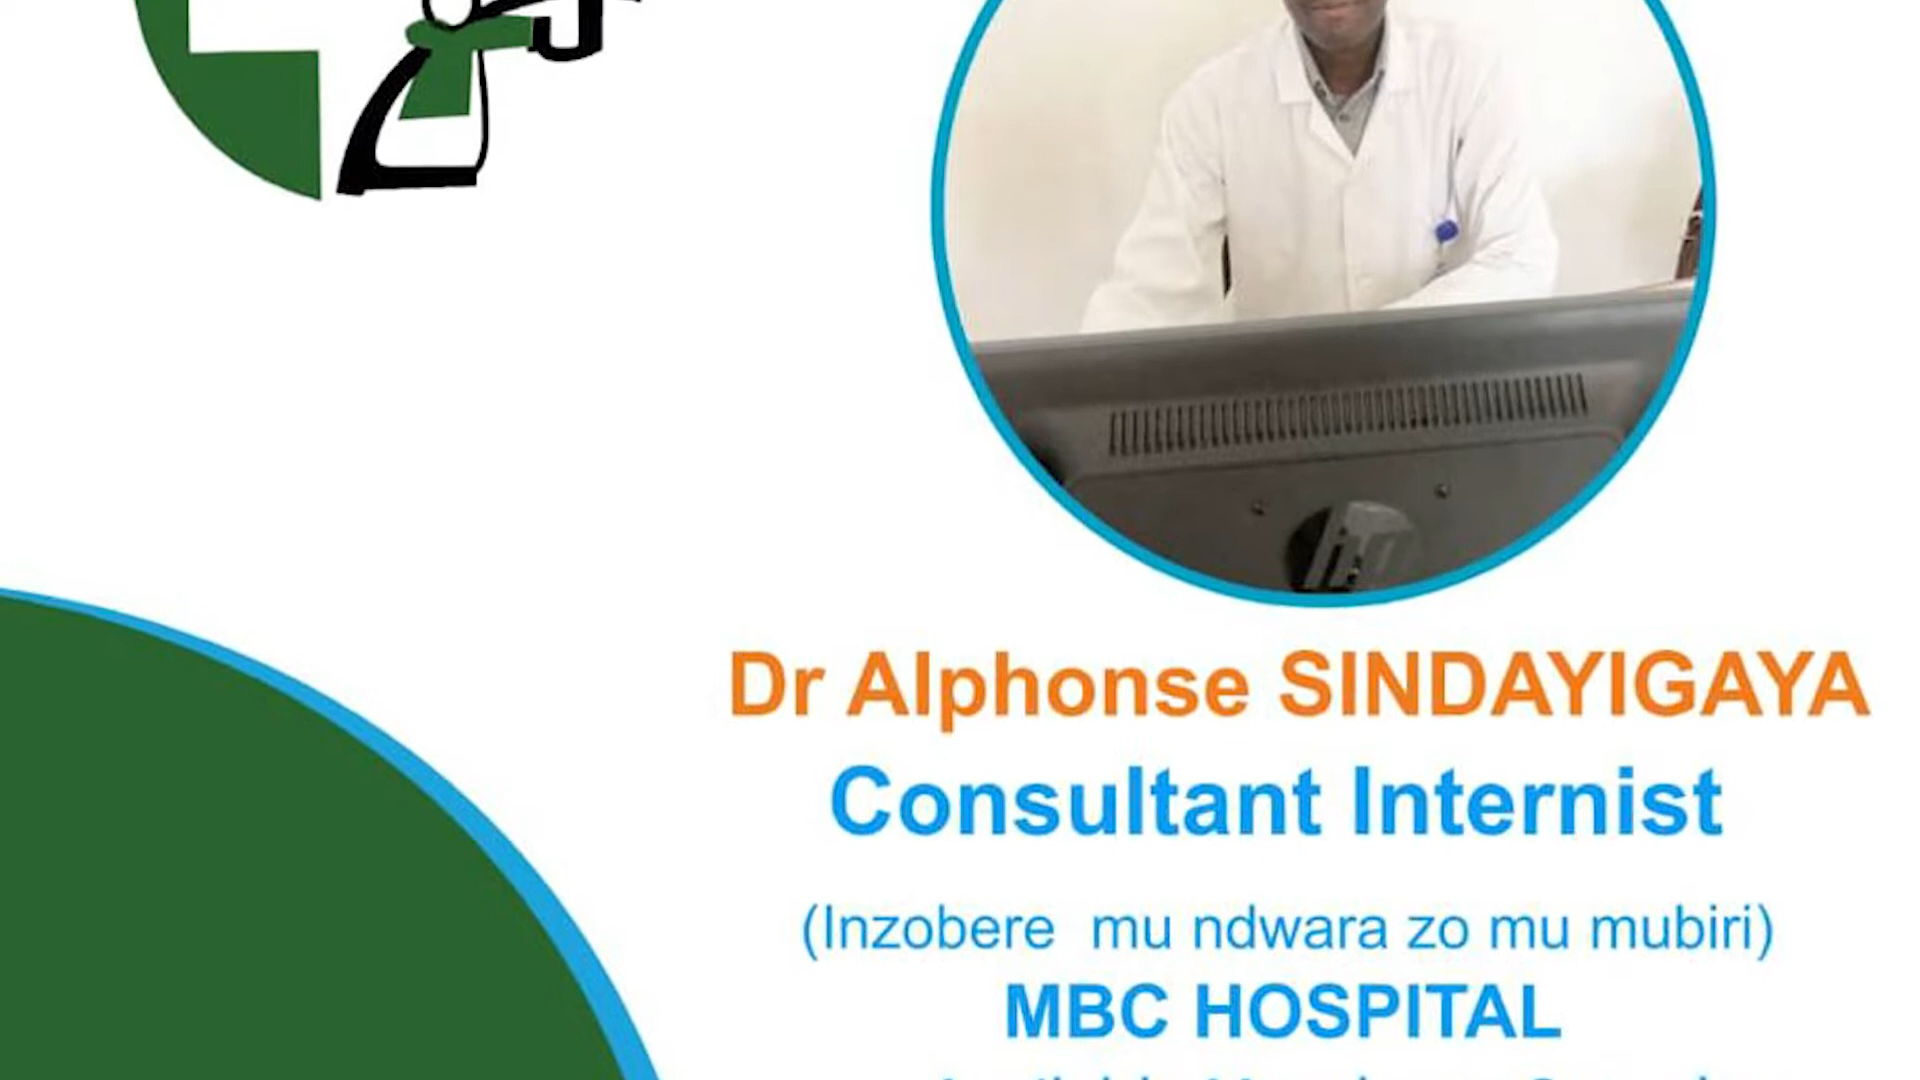 Dr Alphonse SINDAYIGAYA
Consultant Internist
(Inzobere mu ndwara zo mu mubiri)
MBC HOSPITAL